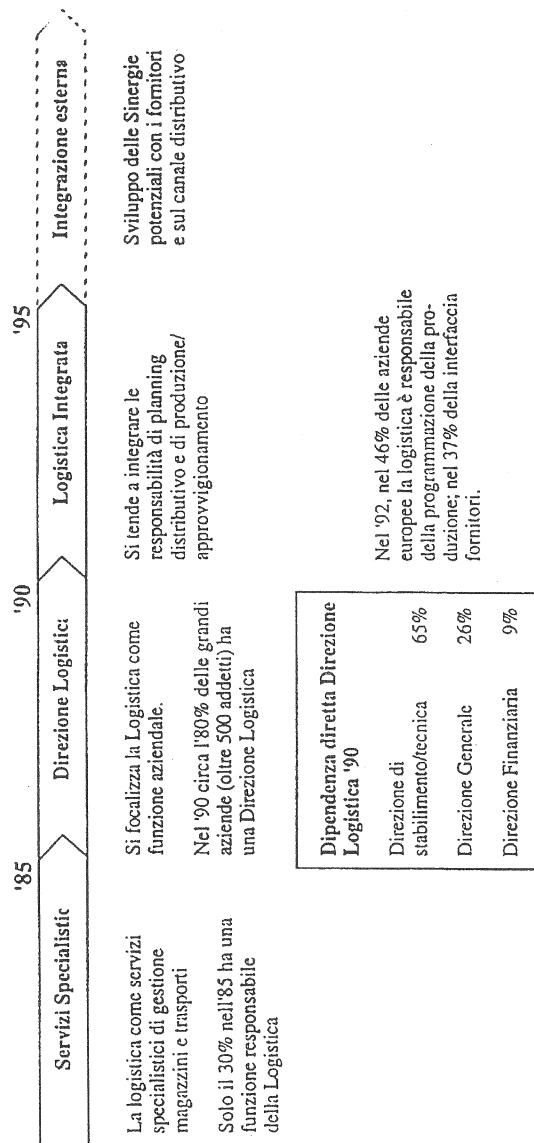 '85
'90
'95
Servizi Specialistic
Direzione Logistic
Logistica Integrata
Integrazione esterna
La logistica come servizi
specialistici di gestione
magazzini e trasporti
Solo il 30% nell'85 ha una
funzione responsabile
della Logistica
Si focalizza la Logistica come
funzione aziendale.
Nel '90 circa l'80% delle grandi
aziende (oltre 500 addetti) ha
una Direzione Logistica
Si tende a integrare le
responsabilità di planning
distributivo e di produzione/
approvvigionamento
Sviluppo delle Sinergie
potenziali con i fornitori
e sul canale distributivo
Dipendenza diretta Direzione
Logistica '90
Direzione di
stabilimento/tecnica 65%
Direzione Generale 26%
Direzione Finanziaria 9%
Nel '92, nel 46% delle aziende
europee la logistica è responsabile
della programmazione della pro-
duzione; nel 37% della interfaccia
fornitori.